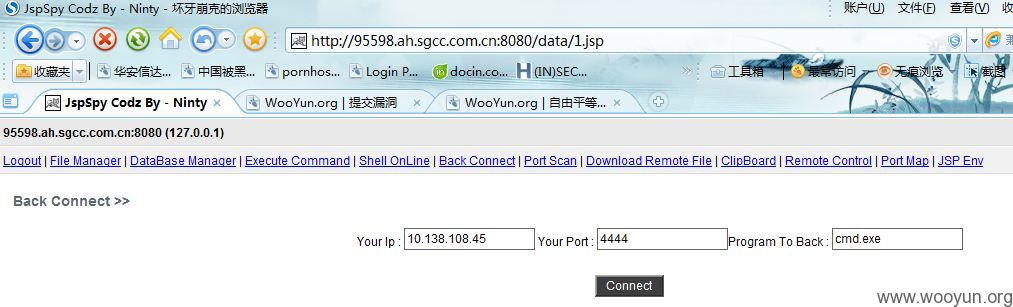 JspSpy Codz By - Ninty - 坏牙崩壳的浏览器
账户(U) 文件(F) 查看(V) 收
http://95598.ah.sgcc.com.cn:8080/data/1.jsp
收藏夹 华安信达... 中国被黑... pornhos... Login P... docin.co... (IN)SEC... 工具箱 最常访问 无痕浏览 截图
JspSpy Codz By - Ninty WooYun.org | 提交漏洞 WooYun.org | 自由平等...
95598.ah.sgcc.com.cn:8080 (127.0.0.1)
Logout | File Manager | DataBase Manager | Execute Command | Shell OnLine | Back Connect | Port Scan | Download Remote File | ClipBoard | Remote Control | Port Map | JSP Env
Back Connect >>
Your Ip : 10.138.108.45 Your Port : 4444 Program To Back : cmd.exe
Connect
www.wooyun.org